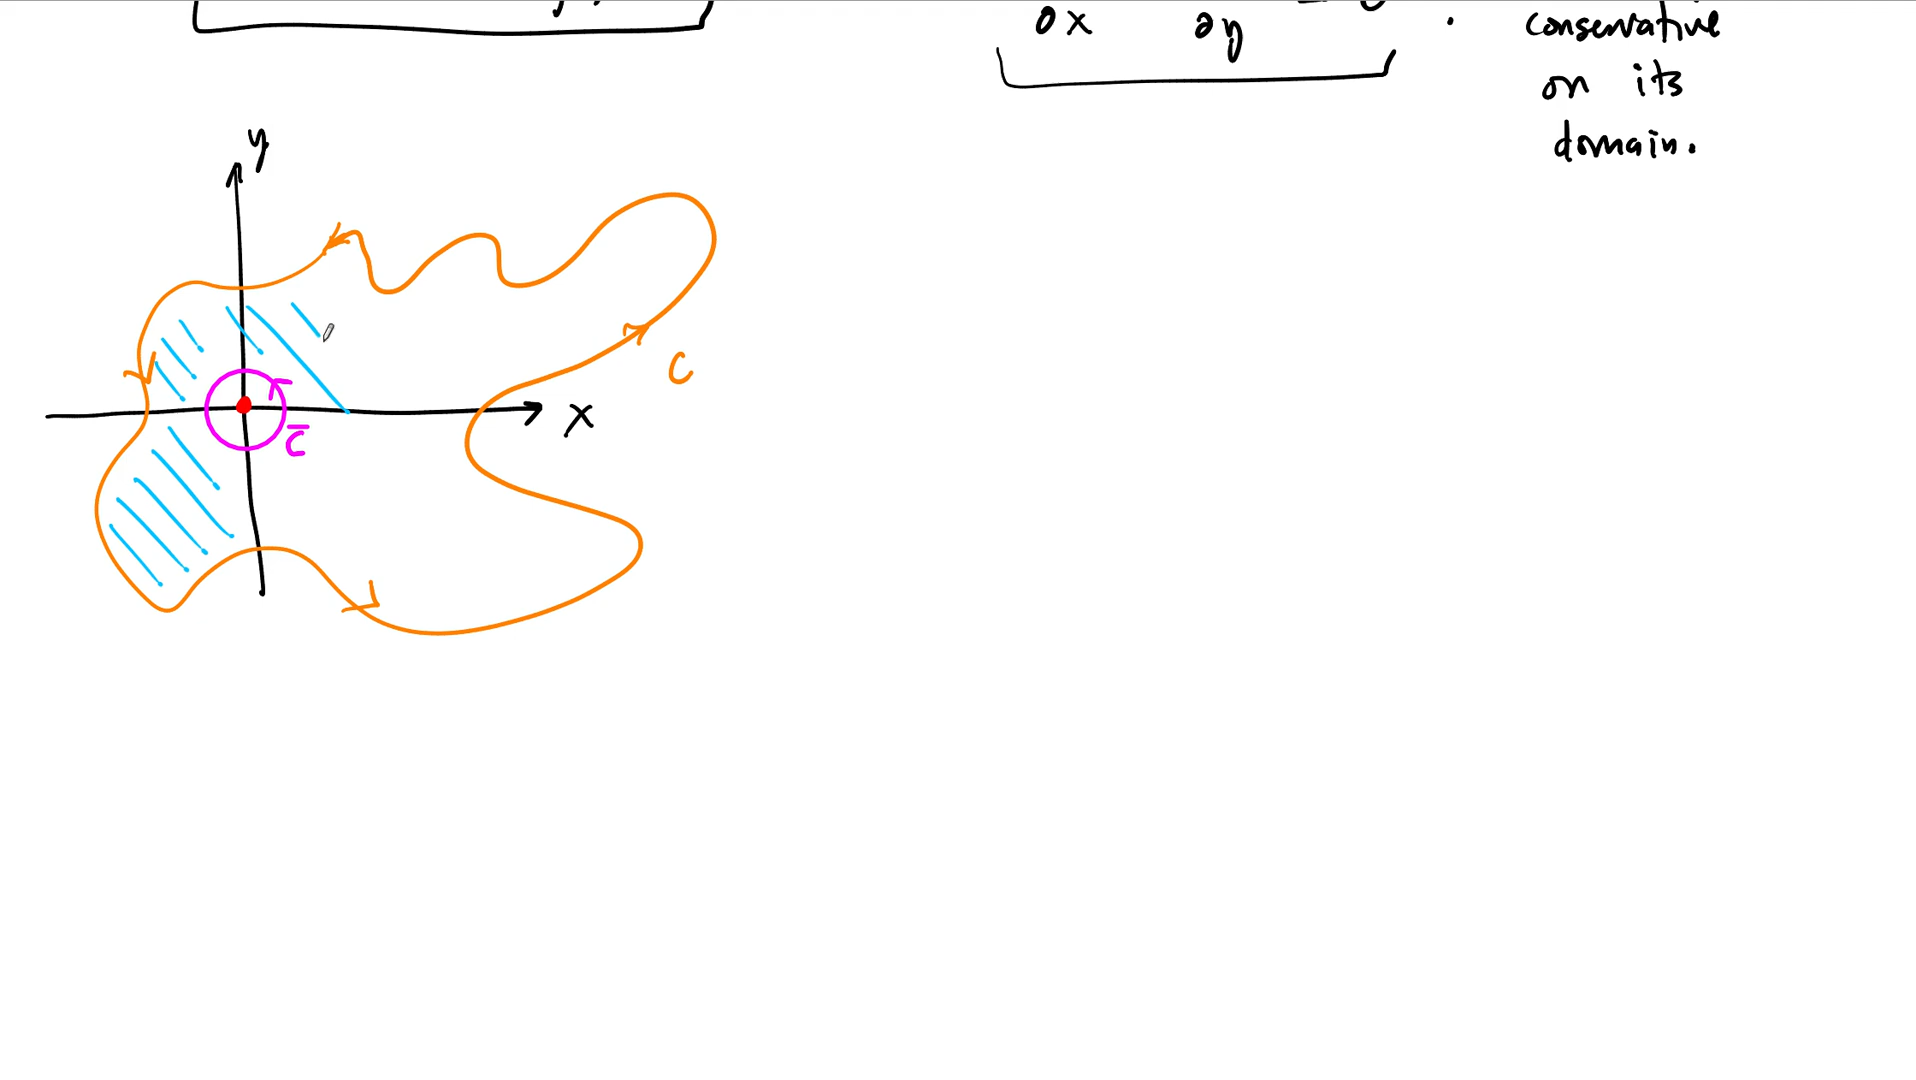 ∂x ∂y . conservative
on its
domain.
y
C
x
C̅